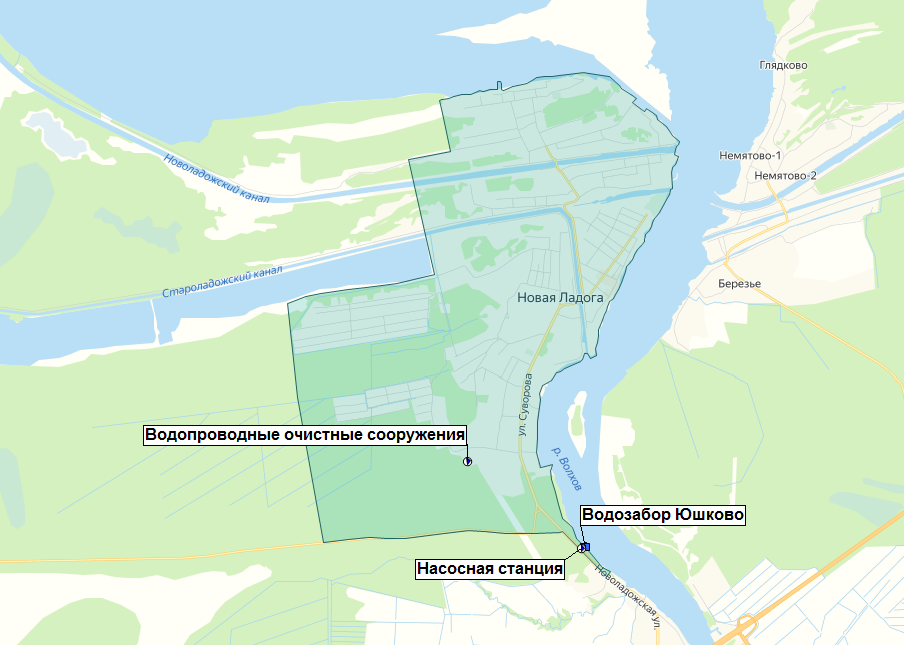 Глядково
Немятово-1
Немятово-2
Новоладожский канал
Староладожский канал
Березье
Новая Ладога
ул. Суворова
Водопроводные очистные сооружения
р. Волхов
Водозабор Юшково
Насосная станция
Новоладожская ул.